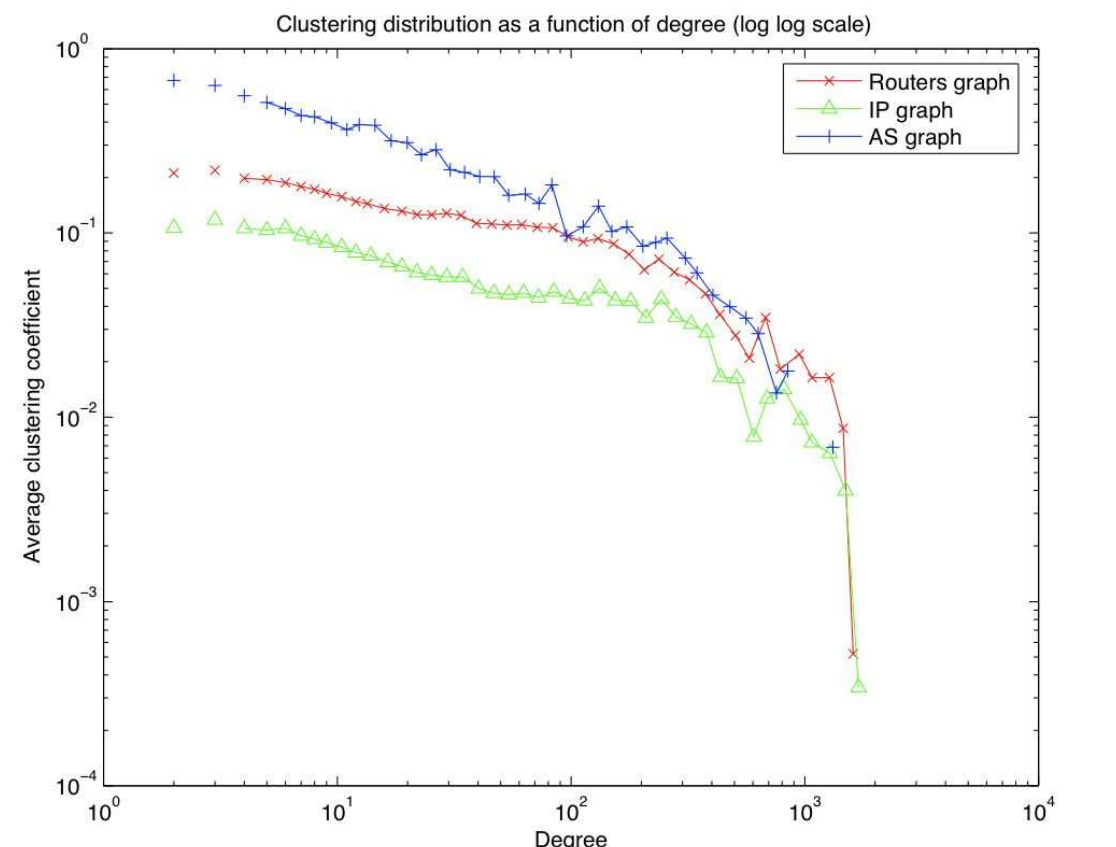 Clustering distribution as a function of degree (log log scale)
10^0
10^-1
10^-2
10^-3
10^-4
Average clustering coefficient
Routers graph
IP graph
AS graph
10^0 10^1 10^2 10^3 10^4
Degree